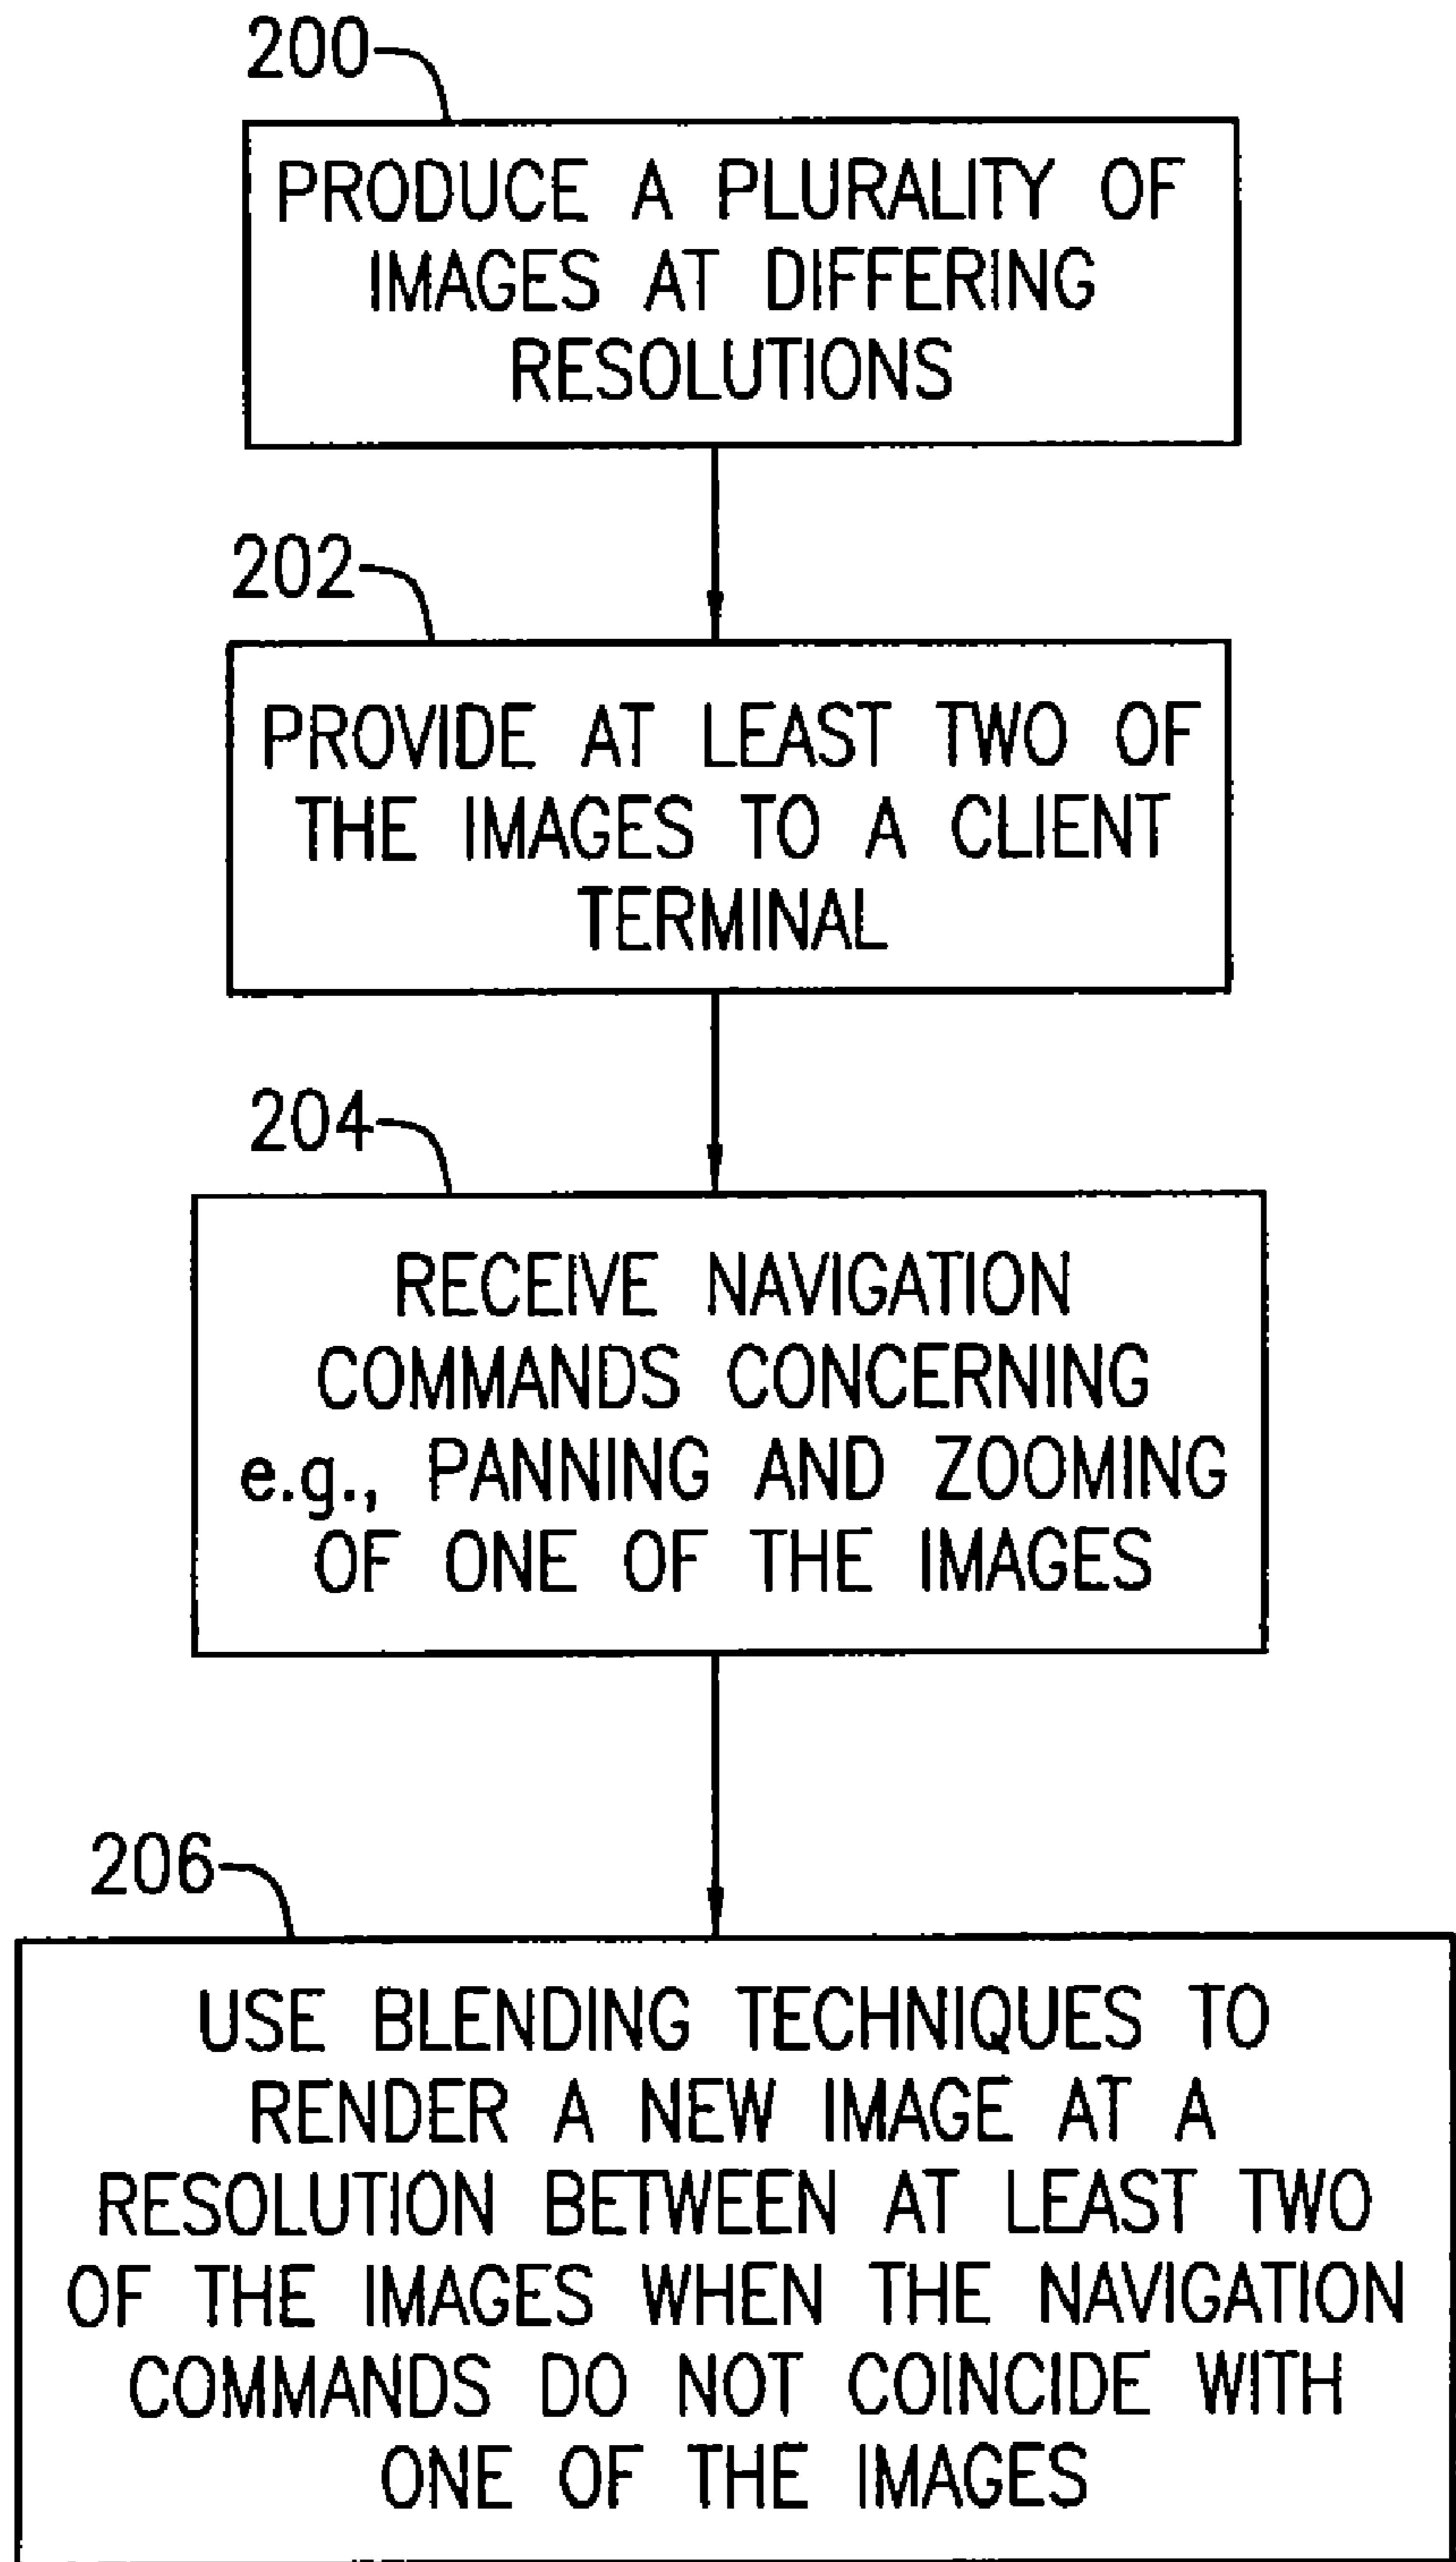 200
PRODUCE A PLURALITY OF
IMAGES AT DIFFERING
RESOLUTIONS
202
PROVIDE AT LEAST TWO OF
THE IMAGES TO A CLIENT
TERMINAL
204
RECEIVE NAVIGATION
COMMANDS CONCERNING
e.g., PANNING AND ZOOMING
OF ONE OF THE IMAGES
206
USE BLENDING TECHNIQUES TO
RENDER A NEW IMAGE AT A
RESOLUTION BETWEEN AT LEAST TWO
OF THE IMAGES WHEN THE NAVIGATION
COMMANDS DO NOT COINCIDE WITH
ONE OF THE IMAGES